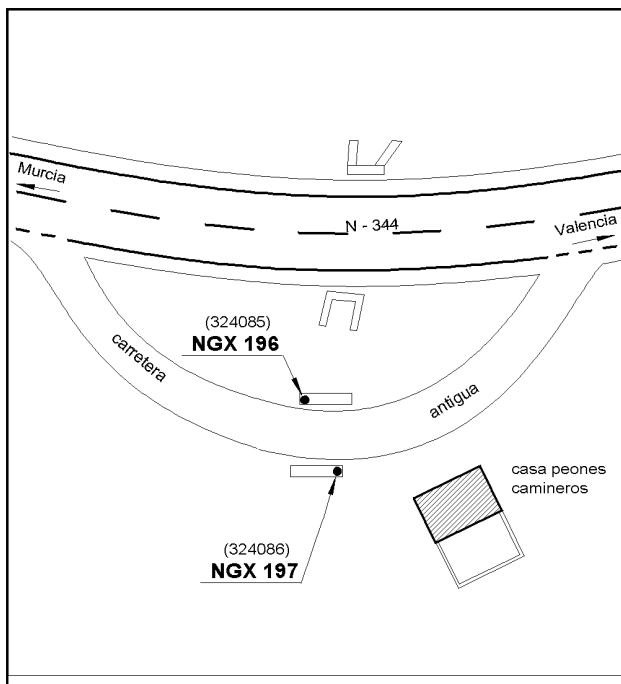 Murcia
N - 344
Valencia
(324085)
NGX 196
carretera
antigua
casa peones
camineros
(324086)
NGX 197